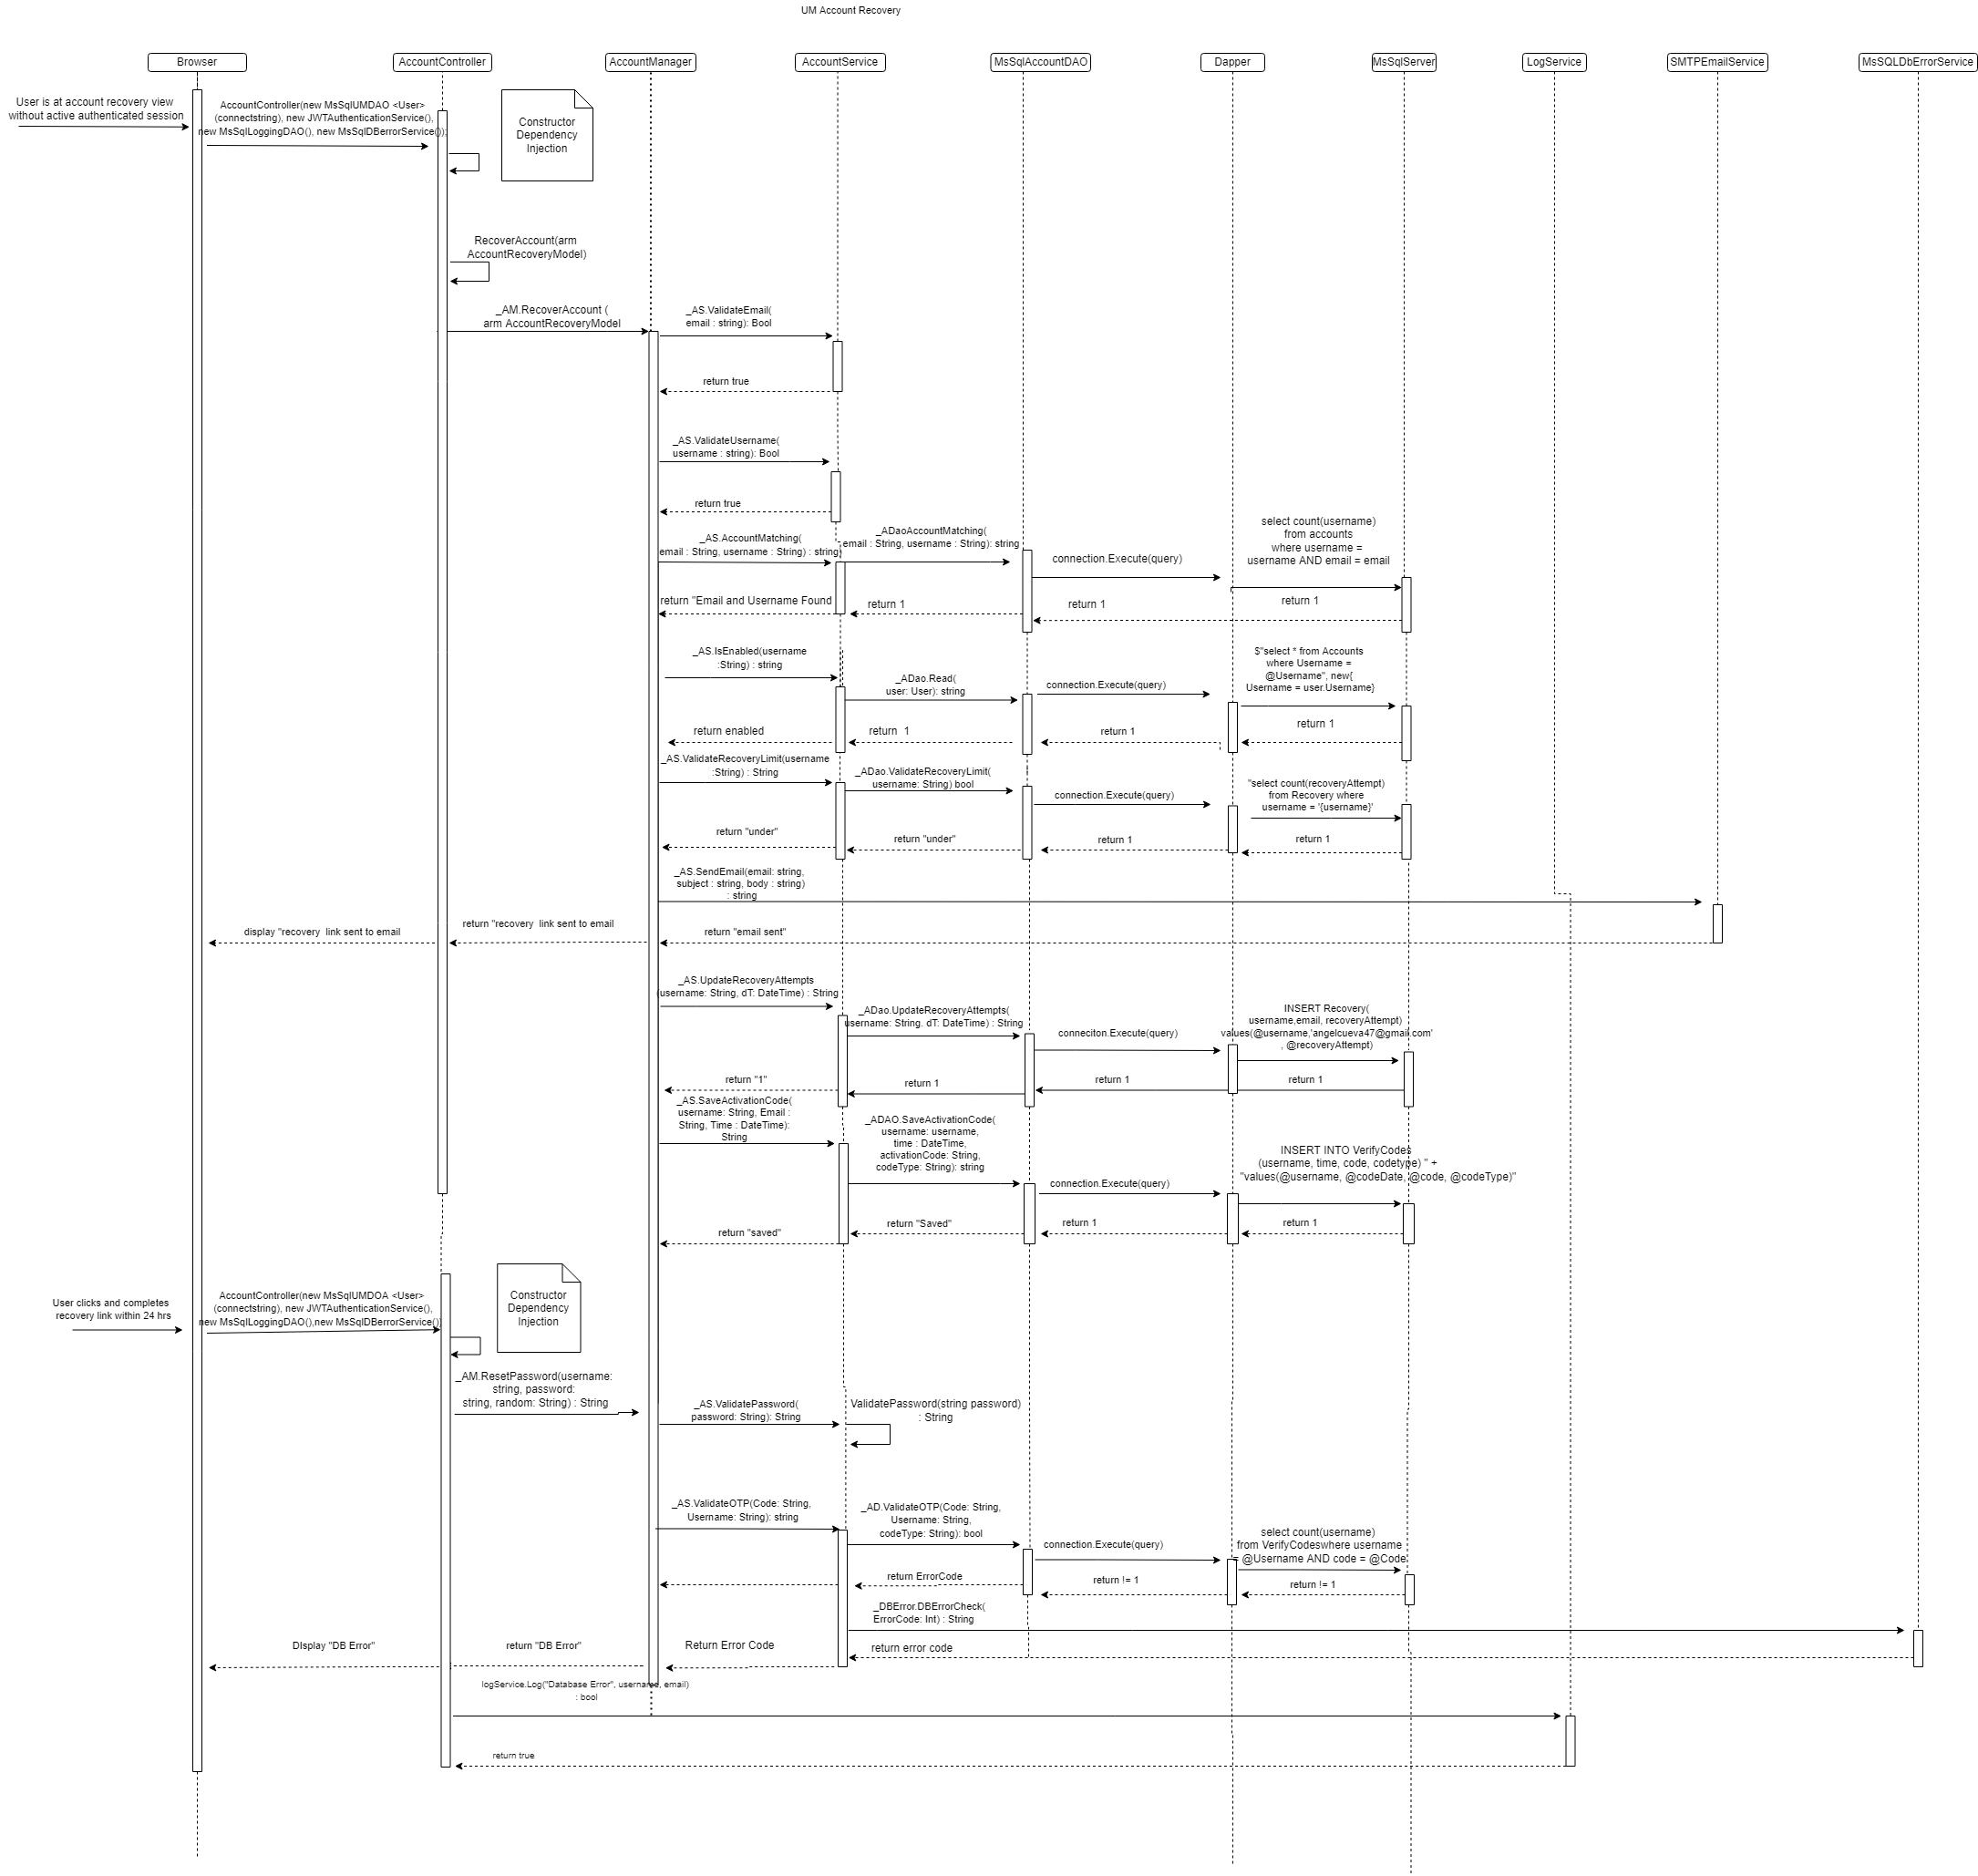 UM Account Recovery
Browser
AccountController
AccountManager
AccountService
MsSqlAccountDAO
Dapper
MsSqlServer
LogService
SMTPEmailService
MsSQLDbErrorService
User is at account recovery view
without active authenticated session
AccountController(new MsSqlUMDAO <User>
(connectstring), new JWTAuthenticationService(),
new MsSqlLoggingDAO(), new MsSqlDBerrorService());
Constructor
Dependency
Injection
RecoverAccount(arm
AccountRecoveryModel)
_AM.RecoverAccount (
arm AccountRecoveryModel
_AS.ValidateEmail(
email : string): Bool
return true
_AS.ValidateUsername(
username : string): Bool
return true
_AS.AccountMatching(
email : String, username : String) : string)
_ADaoAccountMatching(
email : String, username : String): string
connection.Execute(query)
select count(username)
from accounts
where username =
username AND email = email
return "Email and Username Found
return 1
return 1
return 1
_AS.IsEnabled(username
:String) : string
_ADao.Read(
user: User): string
connection.Execute(query)
$"select * from Accounts
where Username =
@Username", new{
Username = user.Username}
return enabled
return  1
return 1
return 1
_AS.ValidateRecoveryLimit(username
:String) : String
_ADao.ValidateRecoveryLimit(
username: String) bool
connection.Execute(query)
"select count(recoveryAttempt)
from Recovery where
username = '{username}'
return "under"
return "under"
return 1
return 1
_AS.SendEmail(email: string,
subject : string, body : string)
: string
display "recovery  link sent to email
return "recovery  link sent to email
return "email sent"
_AS.UpdateRecoveryAttempts
(username: String, dT: DateTime) : String
_ADao.UpdateRecoveryAttempts(
username: String. dT: DateTime) : String
conneciton.Execute(query)
INSERT Recovery(
username,email, recoveryAttempt)
values(@username,'angelcueva47@gmail.com'
, @recoveryAttempt)
return "1"
return 1
return 1
return 1
_AS.SaveActivationCode(
username: String, Email :
String, Time : DateTime):
String
_ADAO.SaveActivationCode(
username: username,
time : DateTime,
activationCode: String,
codeType: String): string
connection.Execute(query)
INSERT INTO VerifyCodes
(username, time, code, codetype) " +
"values(@username, @codeDate, @code, @codeType)"
return "saved"
return "Saved"
return 1
return 1
User clicks and completes
recovery link within 24 hrs
AccountController(new MsSqlUMDOA <User>
(connectstring), new JWTAuthenticationService(),
new MsSqlLoggingDAO(),new MsSqlDBerrorService())
Constructor
Dependency
Injection
_AM.ResetPassword(username:
string, password:
string, random: String) : String
_AS.ValidatePassword(
password: String): String
ValidatePassword(string password)
: String
_AS.ValidateOTP(Code: String,
Username: String): string
_AD.ValidateOTP(Code: String,
Username: String,
codeType: String): bool
connection.Execute(query)
select count(username)
from VerifyCodeswhere username
= @Username AND code = @Code
return ErrorCode
return != 1
return != 1
_DBError.DBErrorCheck(
ErrorCode: Int) : String
DIsplay "DB Error"
return "DB Error"
Return Error Code
return error code
logService.Log("Database Error", username, email)
: bool
return true